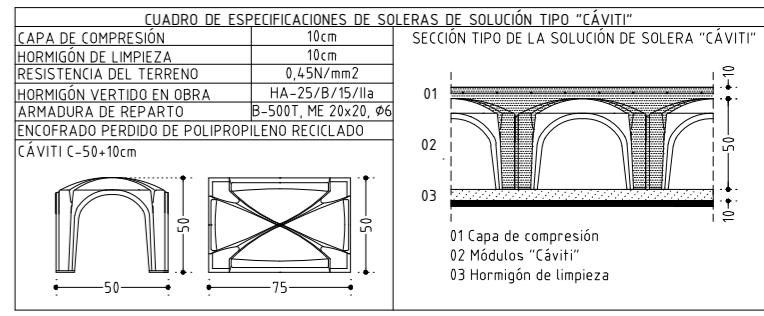 CUADRO DE ESPECIFICACIONES DE SOLERAS DE SOLUCIÓN TIPO "CÁVITI"
CAPA DE COMPRESIÓN 10cm
HORMIGÓN DE LIMPIEZA 10cm
RESISTENCIA DEL TERRENO 0,45N/mm2
HORMIGÓN VERTIDO EN OBRA HA-25/B/15/IIa
ARMADURA DE REPARTO B-500T, ME 20x20, Ø6
ENCOFRADO PERDIDO DE POLIPROPILENO RECICLADO
CÁVITI C-50+10cm
50
50
50
75
SECCIÓN TIPO DE LA SOLUCIÓN DE SOLERA "CÁVITI"
01
02
03
10
50
10
01 Capa de compresión
02 Módulos "Cáviti"
03 Hormigón de limpieza